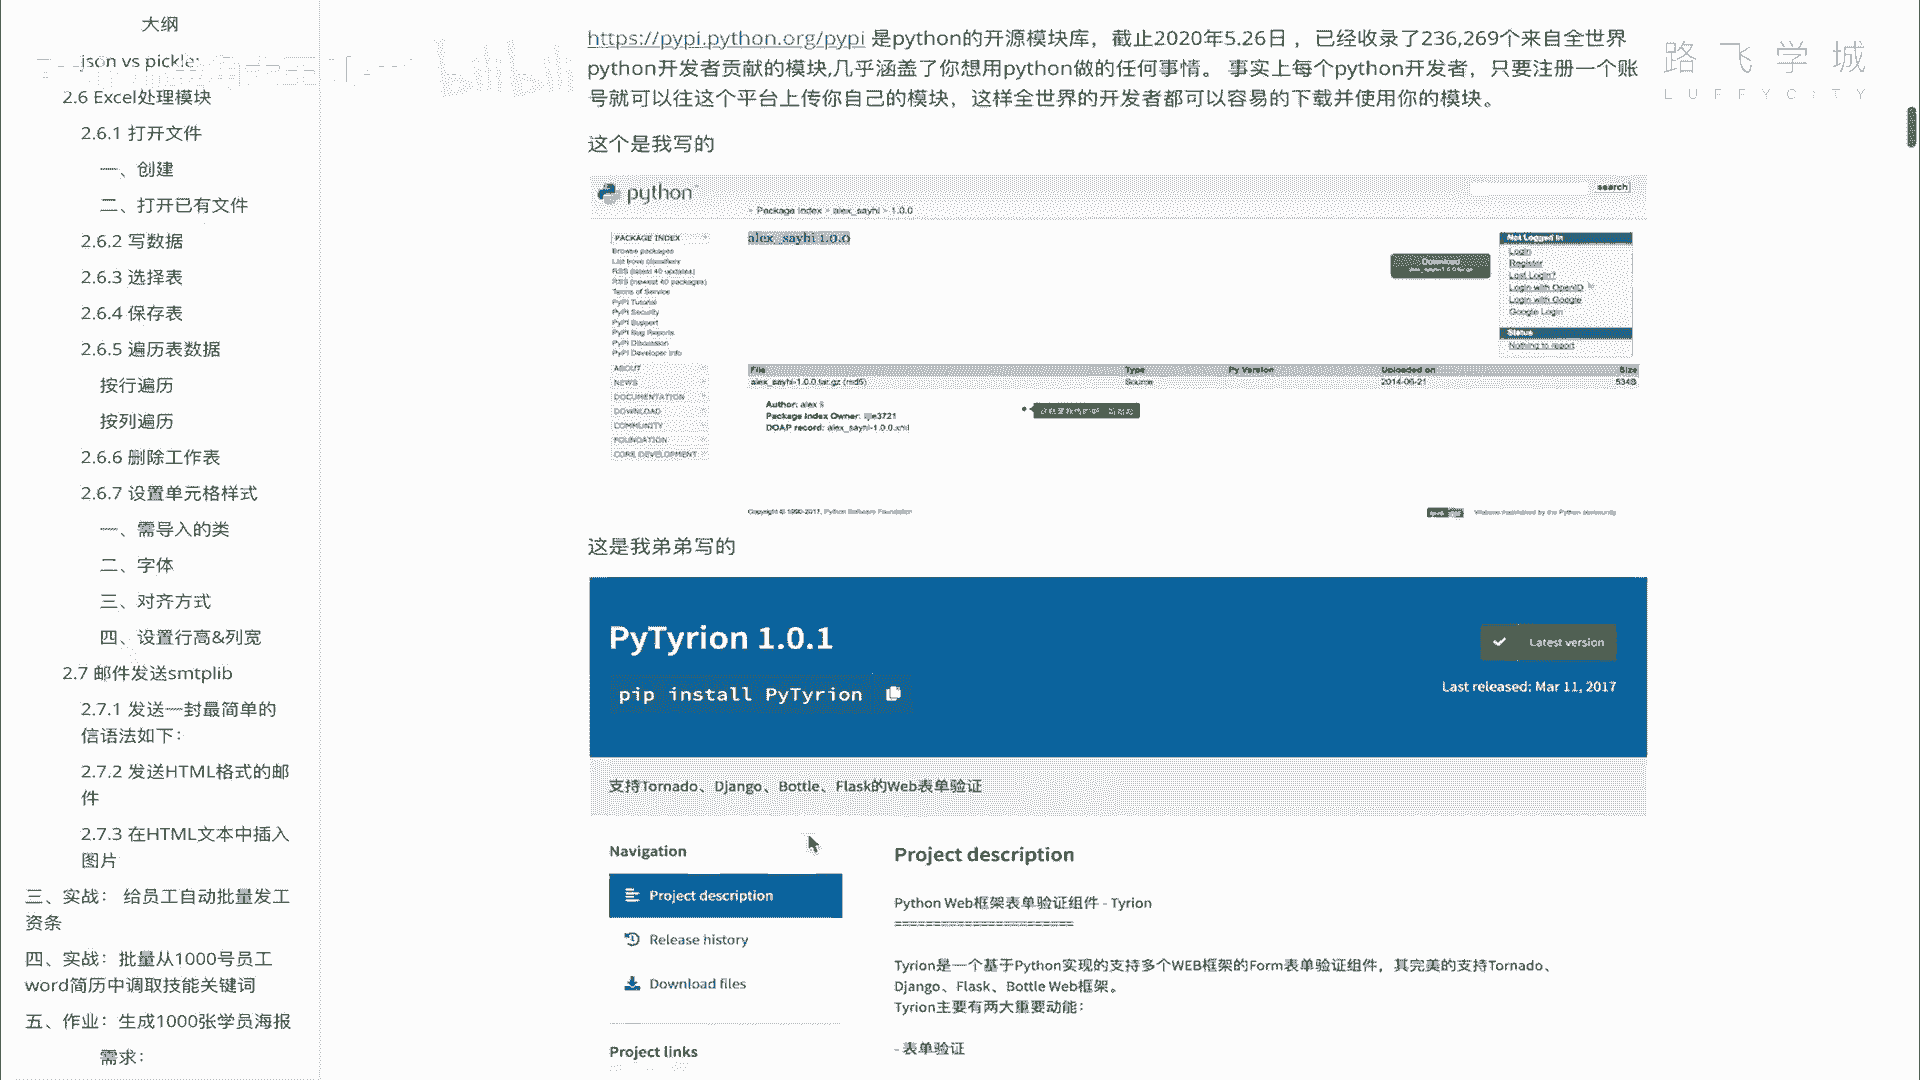 大纲
json vs pickle
2.6 Excel处理模块
2.6.1 打开文件
一、创建
二、打开已有文件
2.6.2 写数据
2.6.3 选择表
2.6.4 保存表
2.6.5 遍历表数据
按行遍历
按列遍历
2.6.6 删除工作表
2.6.7 设置单元格样式
一、需导入的类
二、字体
三、对齐方式
四、设置行高&列宽
2.7 邮件发送smtplib
2.7.1 发送一封最简单的
信语法如下：
2.7.2 发送HTML格式的邮
件
2.7.3 在HTML文本中插入
图片
三、实战： 给员工自动批量发工
资条
四、实战：批量从1000号员工
word简历中调取技能关键词
五、作业：生成1000张学员海报
需求：
https://pypi.python.org/pypi 是python的开源模块库，截止2020年5.26日 ，已经收录了236,269个来自全世界
python开发者贡献的模块,几乎涵盖了你想用python做的任何事情。 事实上每个python开发者，只要注册一个账
号就可以往这个平台上传你自己的模块，这样全世界的开发者都可以容易的下载并使用你的模块。
路飞学城
LUFFYCITY
bilibili
这个是我写的
python
search
» Package Index > alex_sayhi > 1.0.0
PACKAGE INDEX
Browse packages
List trove classifiers
RSS (latest 40 updates)
RSS (newest 40 packages)
Terms of Service
PyPI Tutorial
PyPI Security
PyPI Support
PyPI Bug Reports
PyPI Discussion
PyPI Developer Info
ABOUT
NEWS
DOCUMENTATION
DOWNLOAD
COMMUNITY
FOUNDATION
CORE DEVELOPMENT
alex_sayhi 1.0.0
Download
alex_sayhi-1.0.0.tar.gz
Not Logged In
Login
Register
Lost Login?
Login with OpenID
Login with Google
Google Login
Status
Nothing to report
File Type Py Version Uploaded on Size
alex_sayhi-1.0.0.tar.gz (md5) Source 2014-06-21 534B
Author: alex li
Package Index Owner: lijie3721
DOAP record: alex_sayhi-1.0.0.xml
Copyright © 1990-2017, Python Software Foundation
Website maintained by the Python community
这是我弟弟写的
PyTyrion 1.0.1
pip install PyTyrion
Latest version
Last released: Mar 11, 2017
支持Tornado、Django、Bottle、Flask的Web表单验证
Navigation
Project description
Release history
Download files
Project links
Project description
Python Web框架表单验证组件 - Tyrion
======================
Tyrion是一个基于Python实现的支持多个WEB框架的Form表单验证组件，其完美的支持Tornado、
Django、Flask、Bottle Web框架。
Tyrion主要有两大重要动能：
- 表单验证